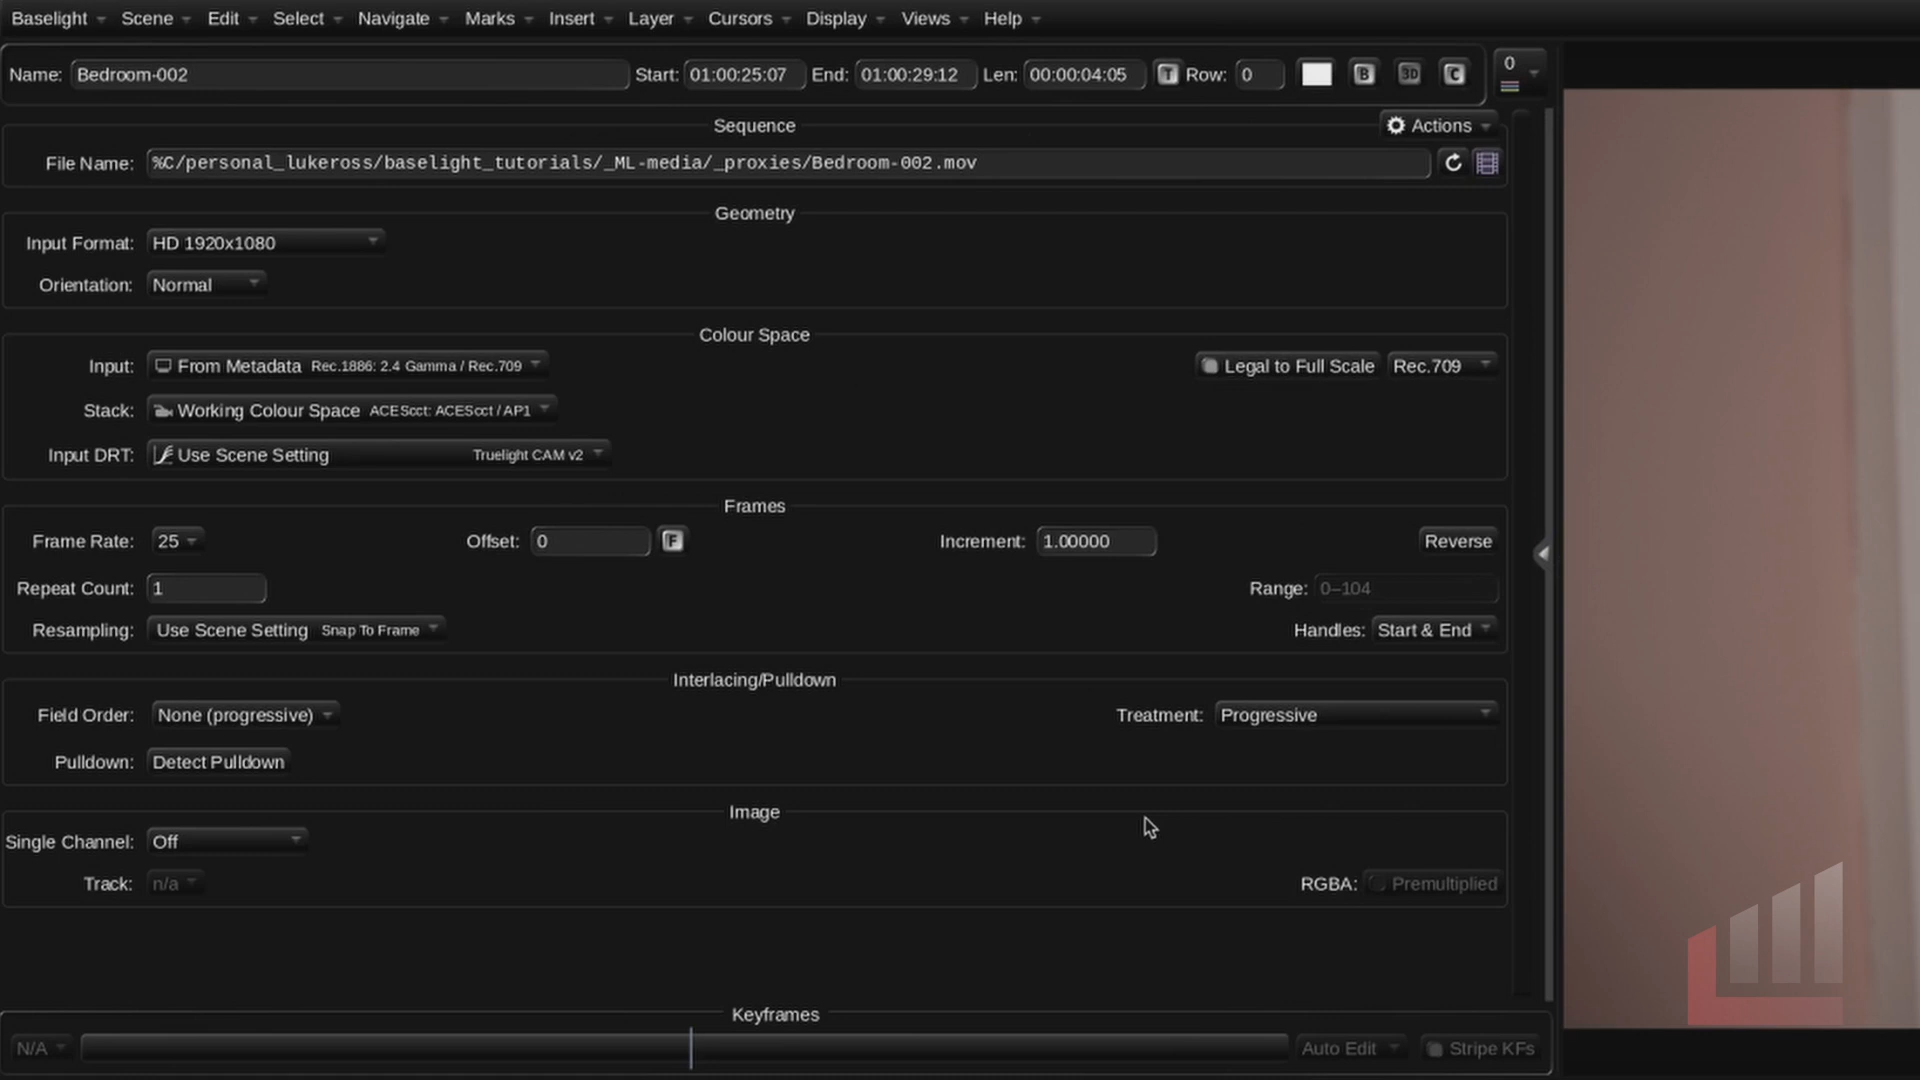 Baselight Scene Edit Select Navigate Marks Insert Layer Cursors Display Views Help
Name: Bedroom-002 Start: 01:00:25:07 End: 01:00:29:12 Len: 00:00:04:05 T Row: 0 B 3D C 0
Sequence Actions
File Name: %C/personal_lukeross/baselight_tutorials/_ML-media/_proxies/Bedroom-002.mov
Geometry
Input Format: HD 1920x1080
Orientation: Normal
Colour Space
Input: From Metadata Rec.1886: 2.4 Gamma / Rec.709 Legal to Full Scale Rec.709
Stack: Working Colour Space ACEScct: ACEScct / AP1
Input DRT: Use Scene Setting Truelight CAM v2
Frames
Frame Rate: 25 Offset: 0 F Increment: 1.00000 Reverse
Repeat Count: 1 Range: 0–104
Resampling: Use Scene Setting Snap To Frame Handles: Start & End
Interlacing/Pulldown
Field Order: None (progressive) Treatment: Progressive
Pulldown: Detect Pulldown
Image
Single Channel: Off
Track: n/a RGBA: Premultiplied
Keyframes
N/A Auto Edit Stripe KFs